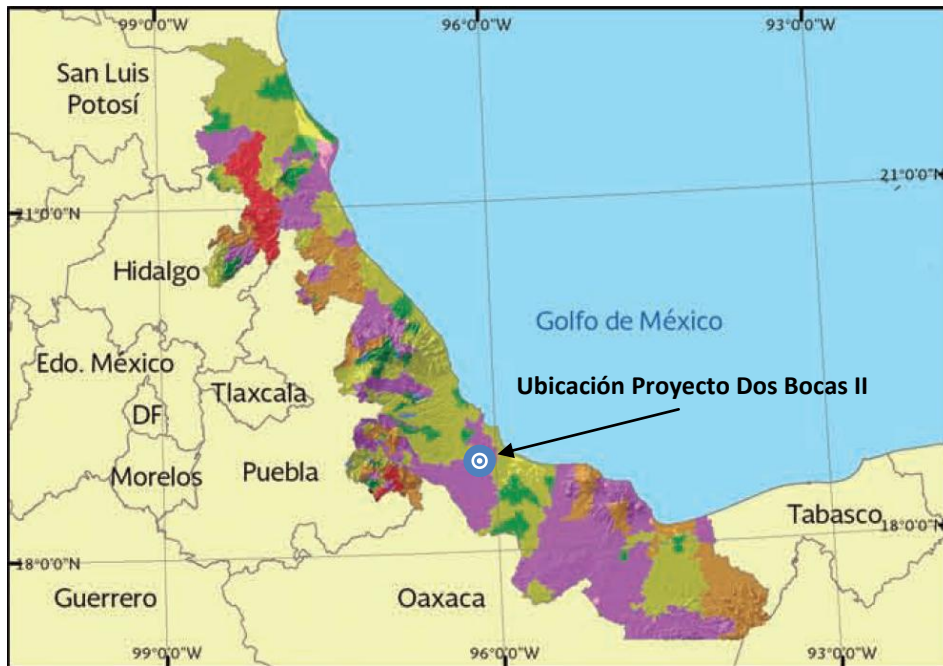 99°0'0"W
96°0'0"W
93°0'0"W
San Luis
Potosí
21°0'0"N
21°0'0"N
Hidalgo
Golfo de México
Edo. México
Ubicación Proyecto Dos Bocas II
Tlaxcala
DF
Morelos
Puebla
Tabasco
18°0'0"N
18°0'0"N
Guerrero
Oaxaca
99°0'0"W
96°0'0"W
93°0'0"W